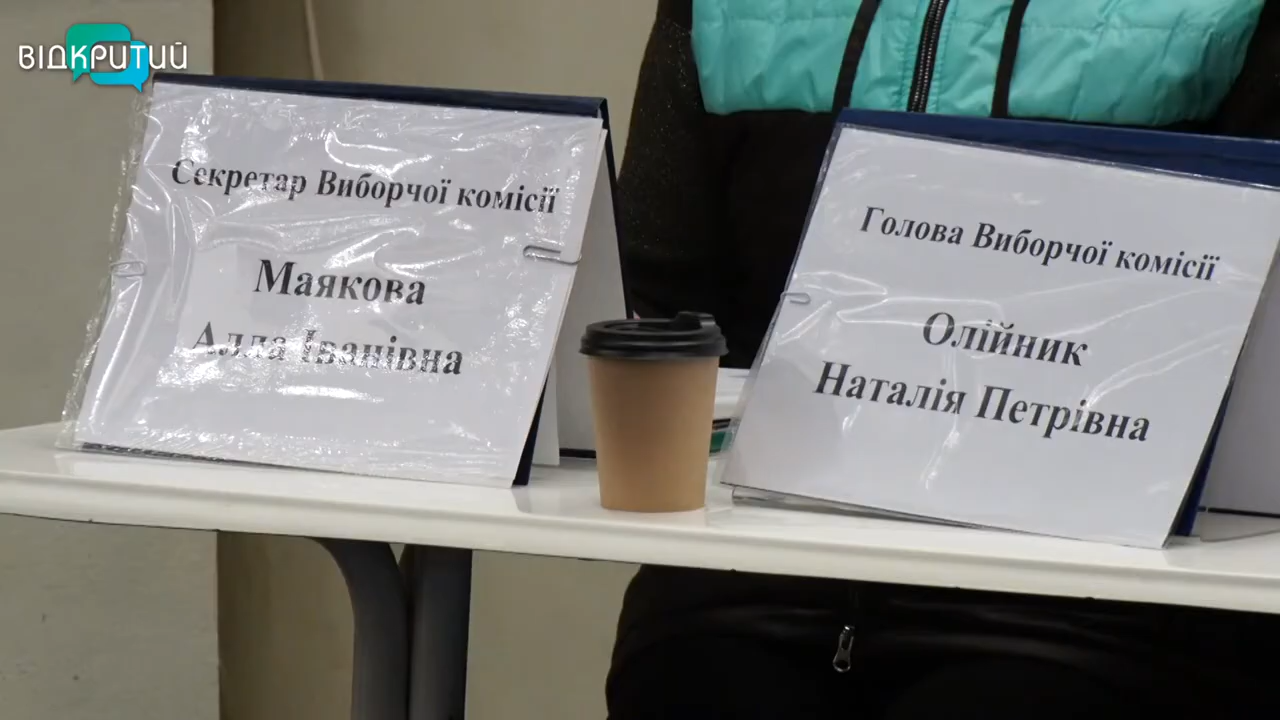 ВІДКРИТИЙ
Секретар Виборчої комісії
Маякова
Алла Іванівна
Голова Виборчої комісії
Олійник
Наталія Петрівна